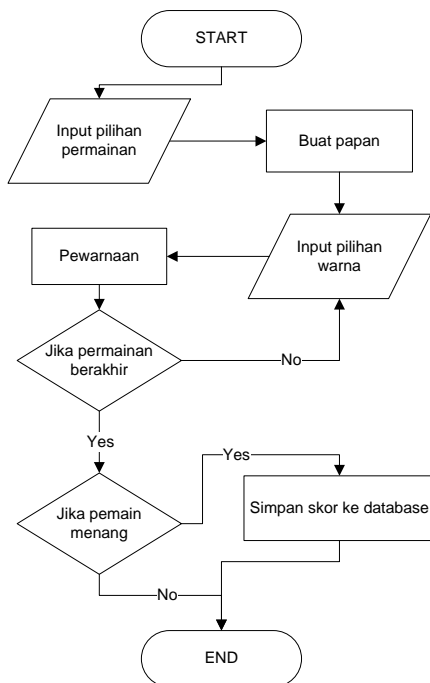 START
Input pilihan
permainan
Buat papan
Input pilihan
warna
Pewarnaan
Jika permainan
berakhir
No
Yes
Jika pemain
menang
Yes
Simpan skor ke database
No
END